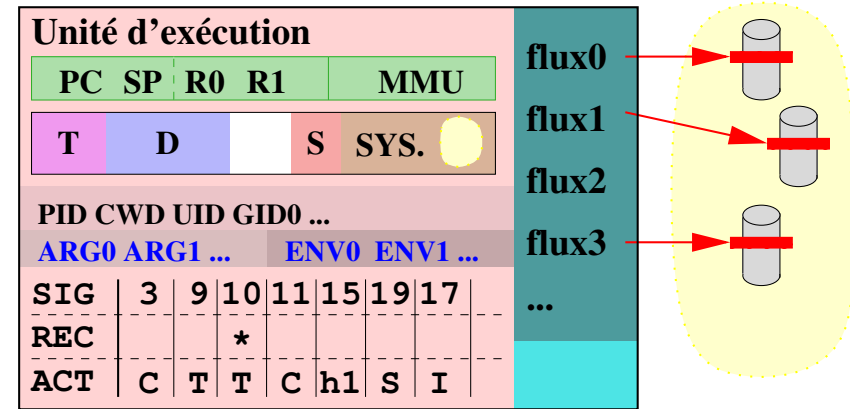 Unité d'exécution
PC SP R0 R1 MMU
T D S SYS.
PID CWD UID GID0 ...
ARG0 ARG1 ... ENV0 ENV1 ...
SIG 3 9 10 11 15 19 17
REC *
ACT C T T C h1 S I
flux0
flux1
flux2
flux3
...